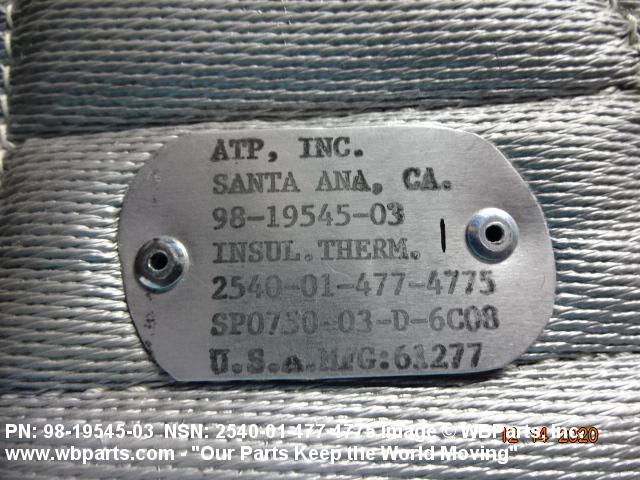 ATP, INC.
SANTA ANA, CA.
98-19545-03
INSUL.THERM. I
2540-01-477-4775
SP0750-03-D-6C08
U.S.A.MFG:61277
PN: 98-19545-03 NSN: 2540-01-477-4775 Image © WBParts, Inc.
12 14 2020
www.wbparts.com - "Our Parts Keep the World Moving"